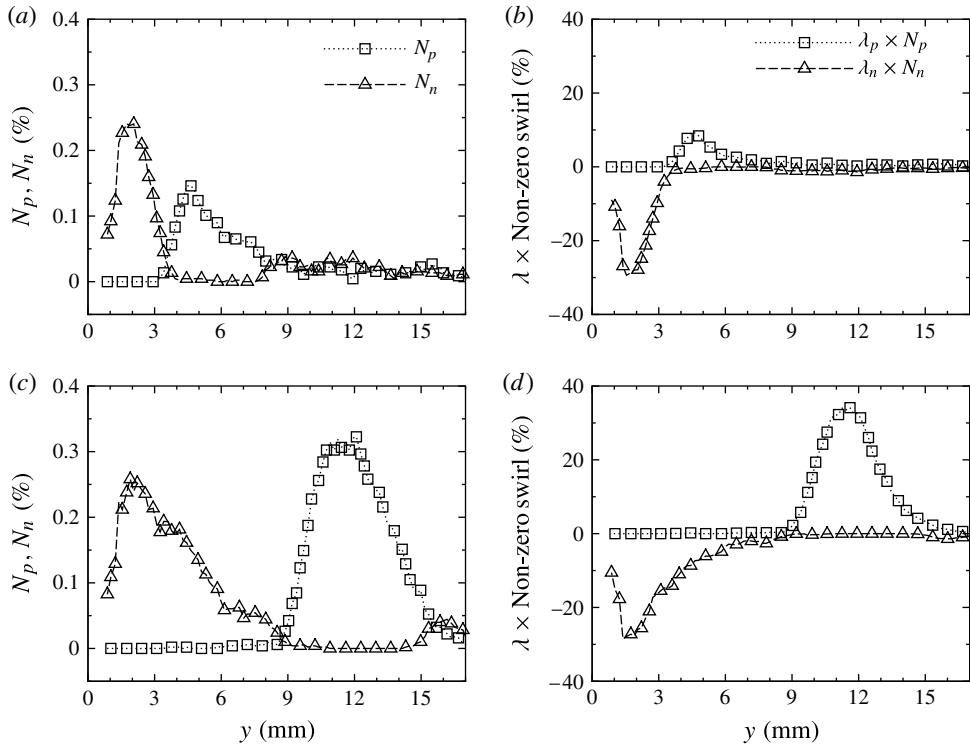 (a)
0.4
0.3
0.2
0.1
0
N_p, N_n (%)
N_p
N_n
0 3 6 9 12 15
(b)
40
20
0
−20
−40
λ × Non-zero swirl (%)
λ_p × N_p
λ_n × N_n
0 3 6 9 12 15
(c)
0.4
0.3
0.2
0.1
0
N_p, N_n (%)
0 3 6 9 12 15
y (mm)
(d)
40
20
0
−20
−40
λ × Non-zero swirl (%)
0 3 6 9 12 15
y (mm)